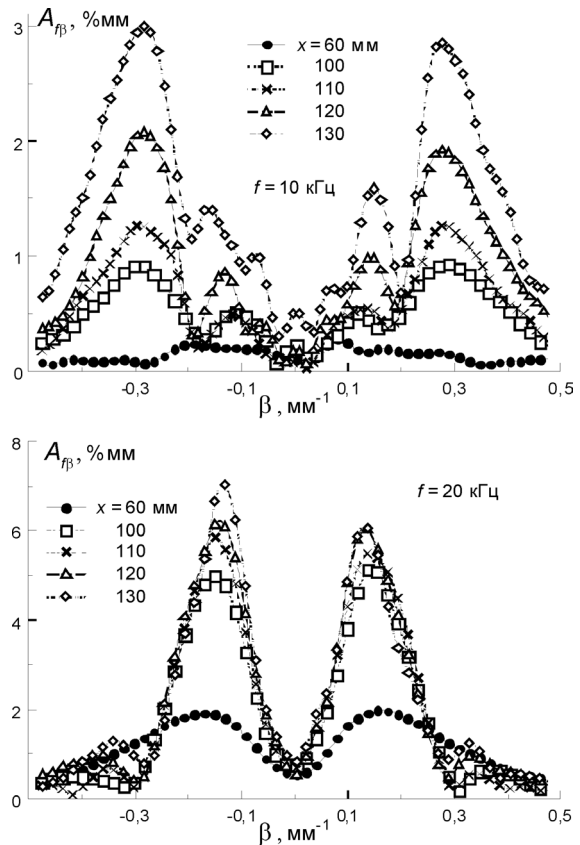 A_fβ, %мм
3
x = 60 мм
100
110
120
130
2
f = 10 кГц
1
0
-0,3 -0,1 0,1 0,3 0,5
β, мм⁻¹
A_fβ, %мм
8
f = 20 кГц
x = 60 мм
6
100
110
120
4
130
2
0
-0,3 -0,1 0,1 0,3 0,5
β, мм⁻¹